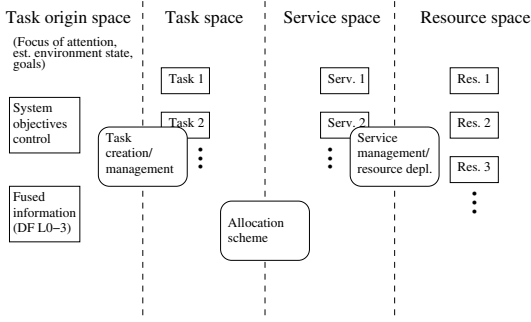 Task origin space
Task space
Service space
Resource space
(Focus of attention,
est. environment state,
goals)
Task 1
Serv. 1
Res. 1
System
objectives
control
Task 2
Serv. 2
Res. 2
Task
creation/
management
Service
management/
resource depl.
Res. 3
Fused
information
(DF L0−3)
Allocation
scheme